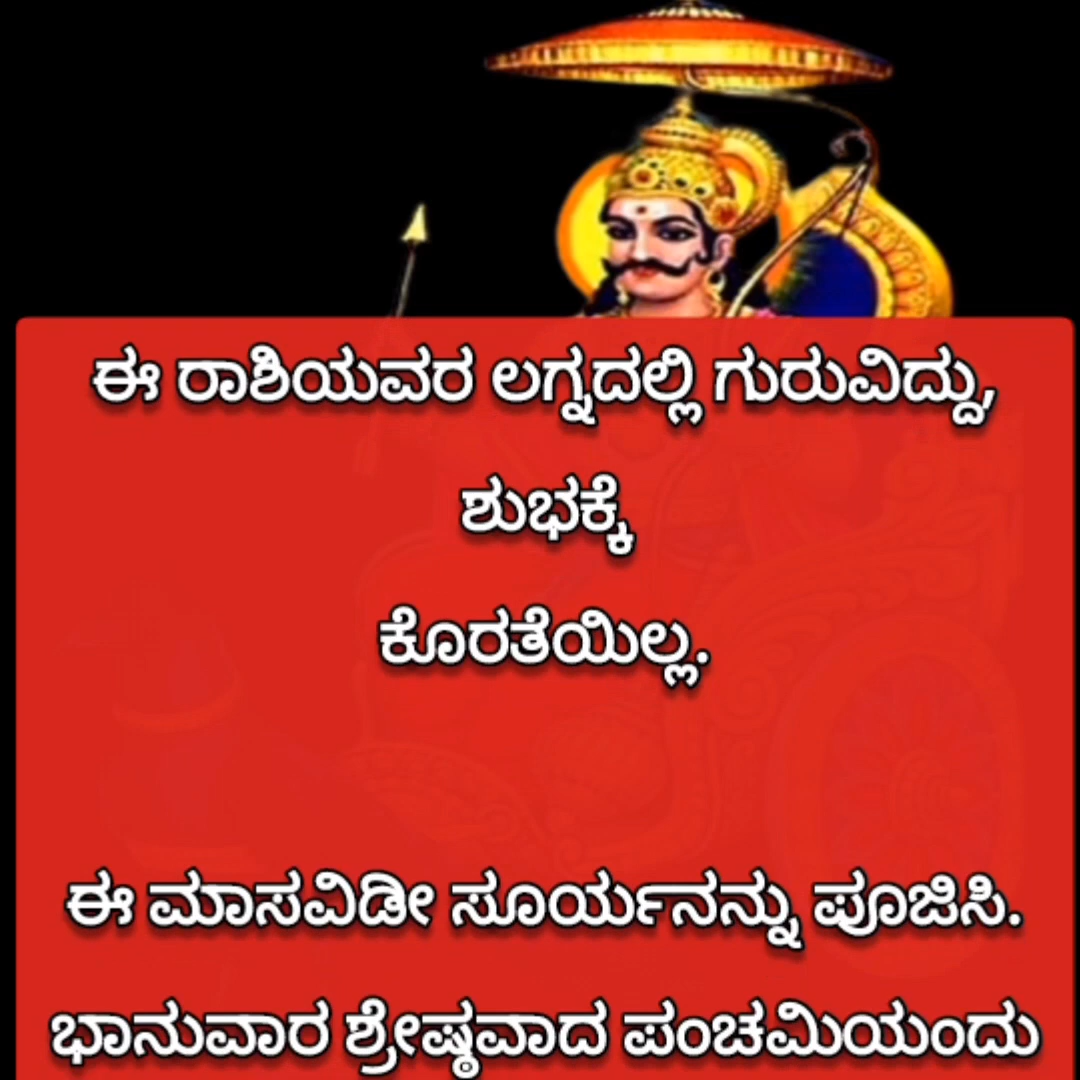 ಈ ರಾಶಿಯವರ ಲಗ್ನದಲ್ಲಿ ಗುರುವಿದ್ದು,
ಶುಭಕ್ಕೆ
ಕೊರತೆಯಿಲ್ಲ.
ಈ ಮಾಸವಿಡೀ ಸೂರ್ಯನನ್ನು ಪೂಜಿಸಿ.
ಭಾನುವಾರ ಶ್ರೇಷ್ಠವಾದ ಪಂಚಮಿಯಂದು